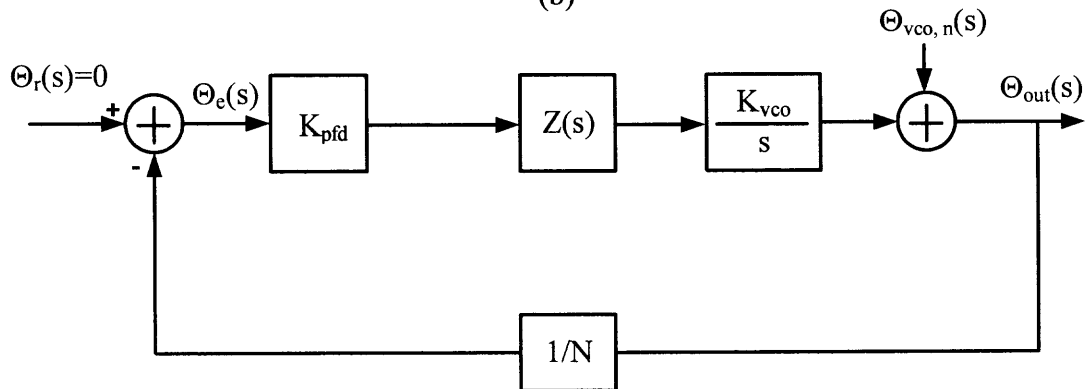 (b)
Θvco, n(s)
Θr(s)=0
Θe(s)
Θout(s)
+
-
Kpfd
Z(s)
Kvco
s
1/N